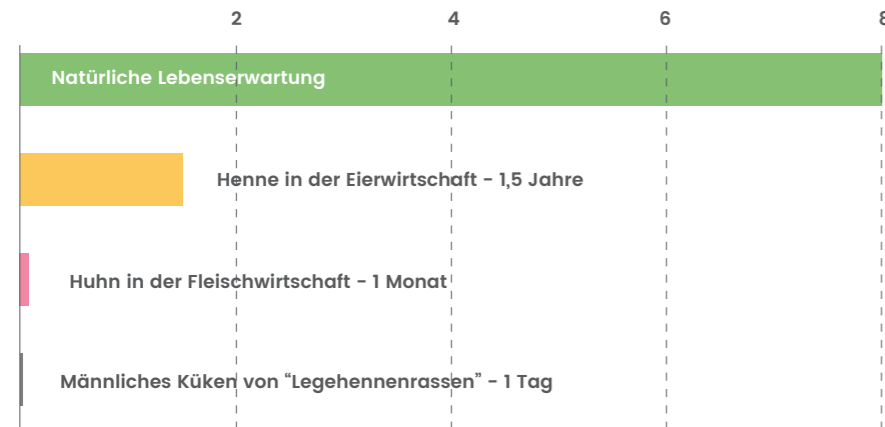 2 4 6 8
Natürliche Lebenserwartung
Henne in der Eierwirtschaft - 1,5 Jahre
Huhn in der Fleischwirtschaft - 1 Monat
Männliches Küken von “Legehennenrassen” - 1 Tag